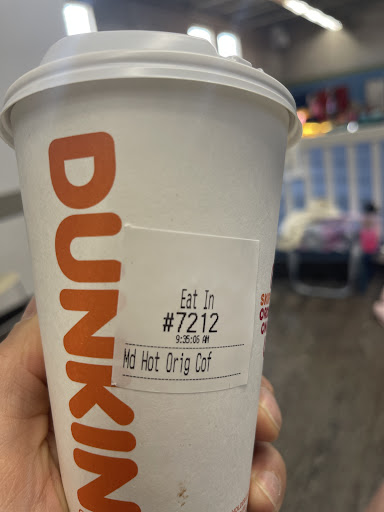 DUNKIN
Eat In
#7212
9:35:06 AM
Md Hot Orig Cof